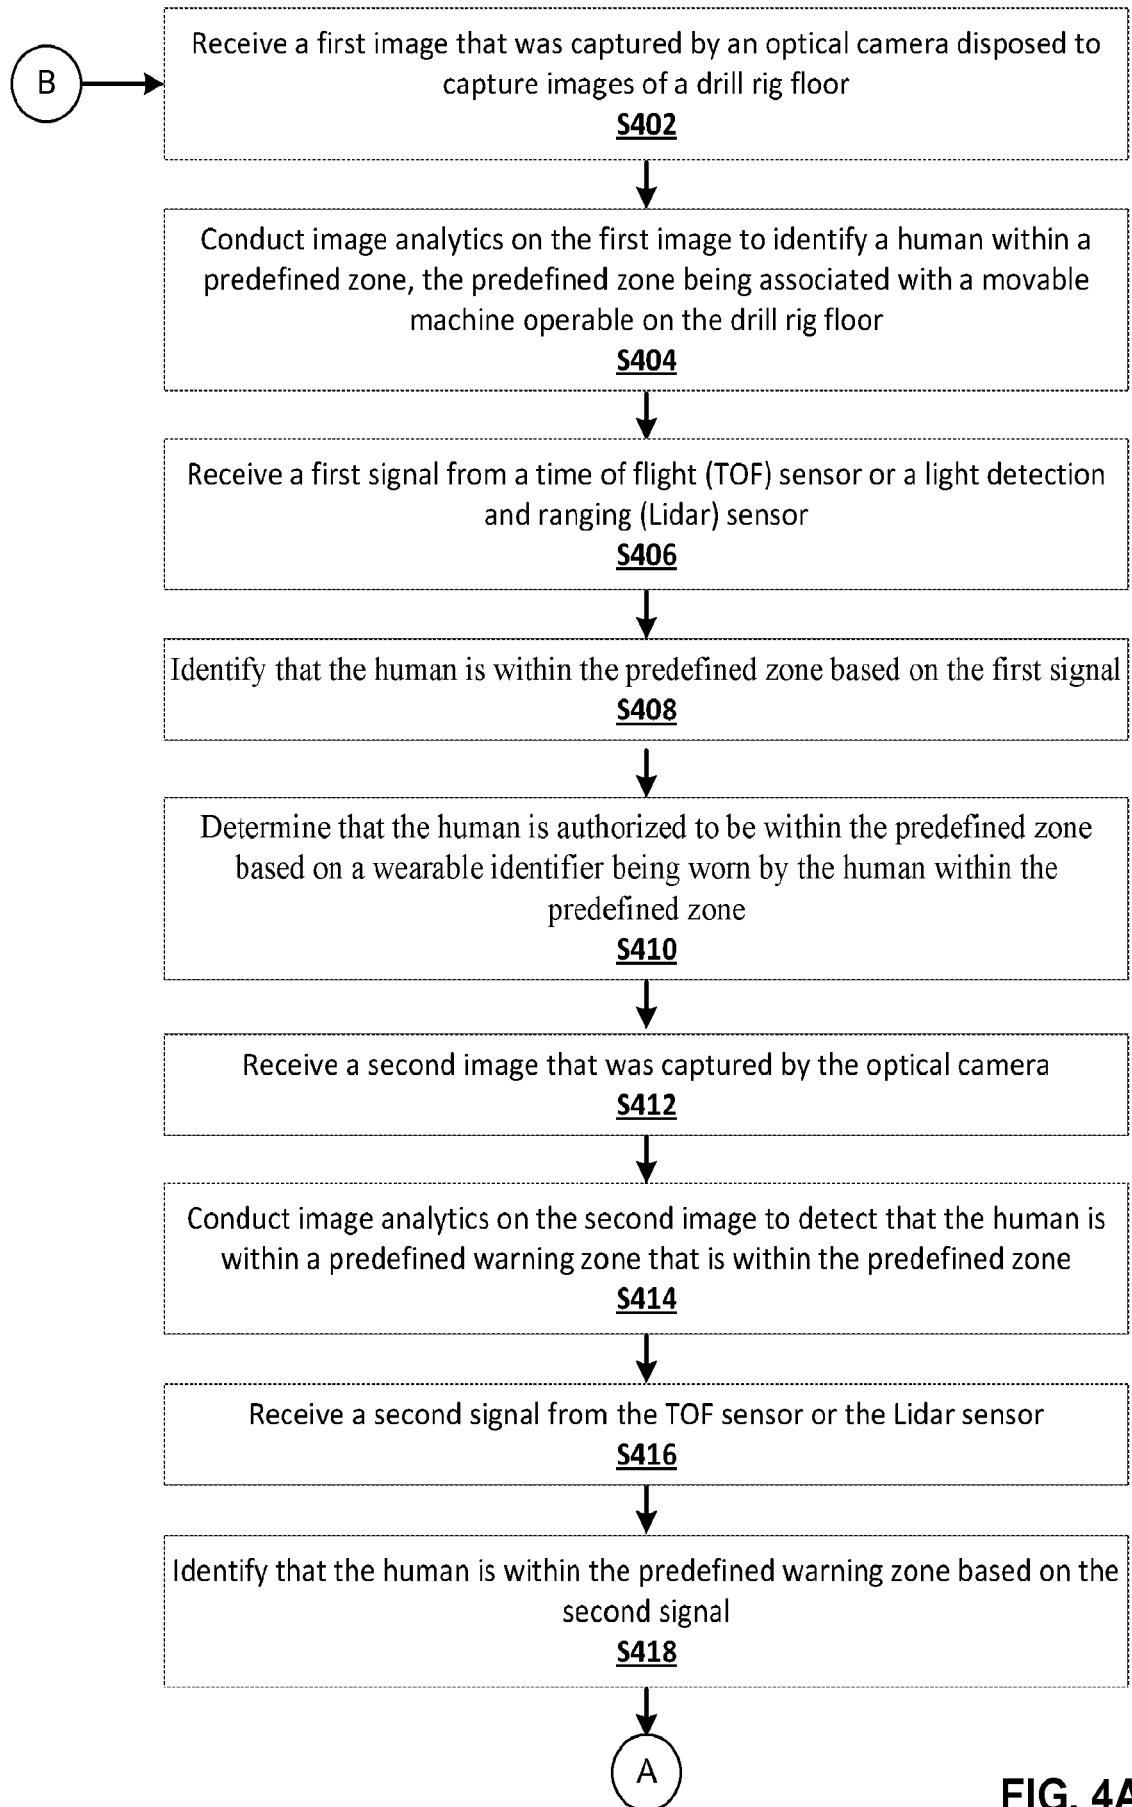 B
Receive a first image that was captured by an optical camera disposed to
capture images of a drill rig floor
S402
Conduct image analytics on the first image to identify a human within a
predefined zone, the predefined zone being associated with a movable
machine operable on the drill rig floor
S404
Receive a first signal from a time of flight (TOF) sensor or a light detection
and ranging (Lidar) sensor
S406
Identify that the human is within the predefined zone based on the first signal
S408
Determine that the human is authorized to be within the predefined zone
based on a wearable identifier being worn by the human within the
predefined zone
S410
Receive a second image that was captured by the optical camera
S412
Conduct image analytics on the second image to detect that the human is
within a predefined warning zone that is within the predefined zone
S414
Receive a second signal from the TOF sensor or the Lidar sensor
S416
Identify that the human is within the predefined warning zone based on the
second signal
S418
A
FIG. 4A